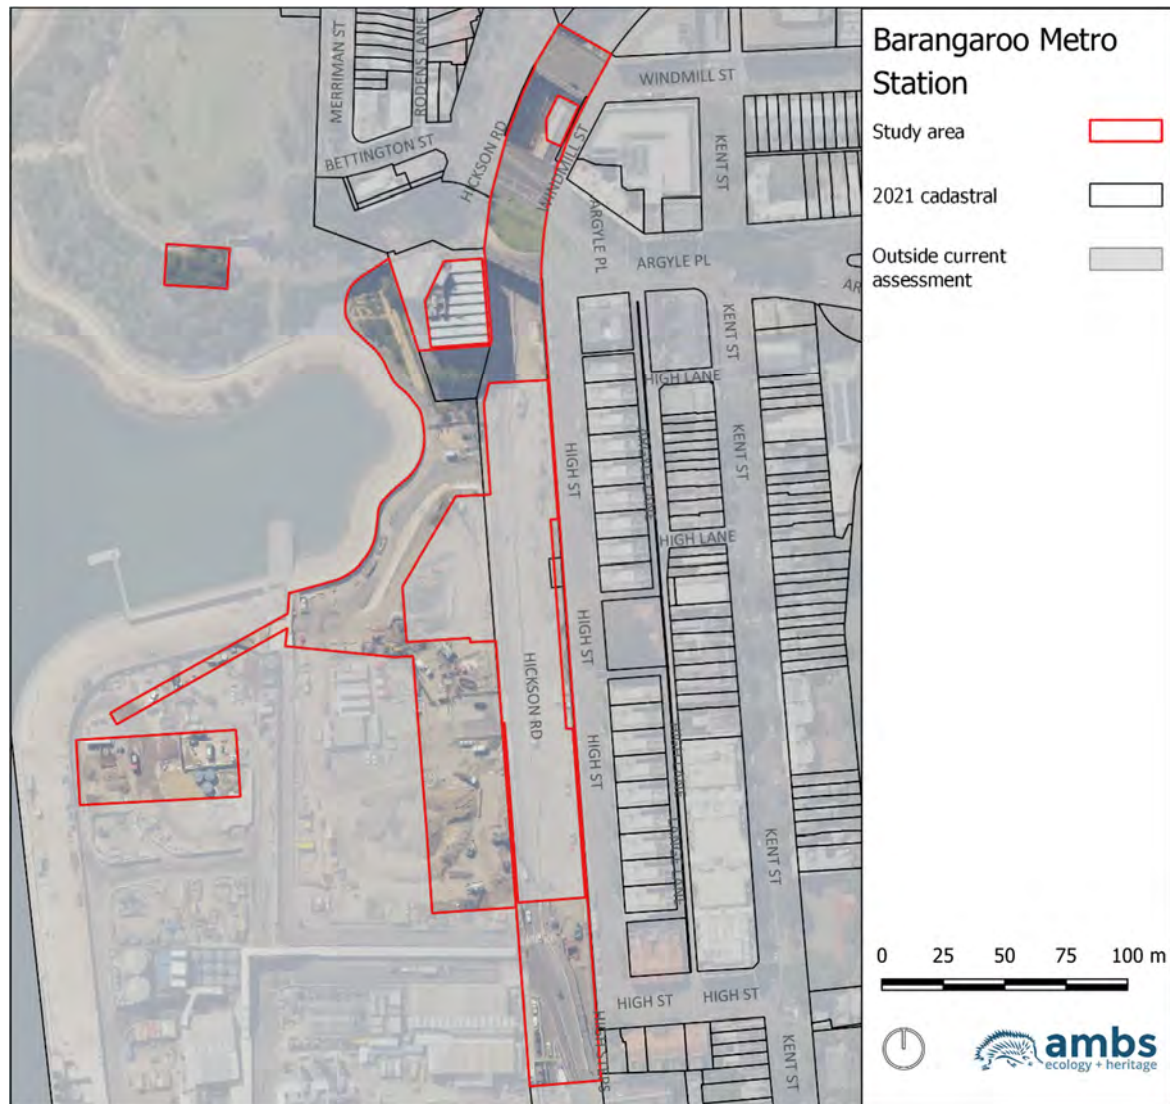 Barangaroo Metro
Station
Study area
2021 cadastral
Outside current
assessment
0 25 50 75 100 m
ambs
ecology + heritage
MERRIMAN ST
RODENS LANE
BETTINGTON ST
HICKSON RD
WINDMILL ST
WINDMILL ST
KENT ST
ARGYLE PL
ARGYLE PL
AR
KENT ST
HIGH LANE
HIGH ST
KENT ST
HIGH LANE
HIGH ST
HICKSON RD
HIGH ST
KENT ST
HIGH ST
HIGH ST
KENT ST